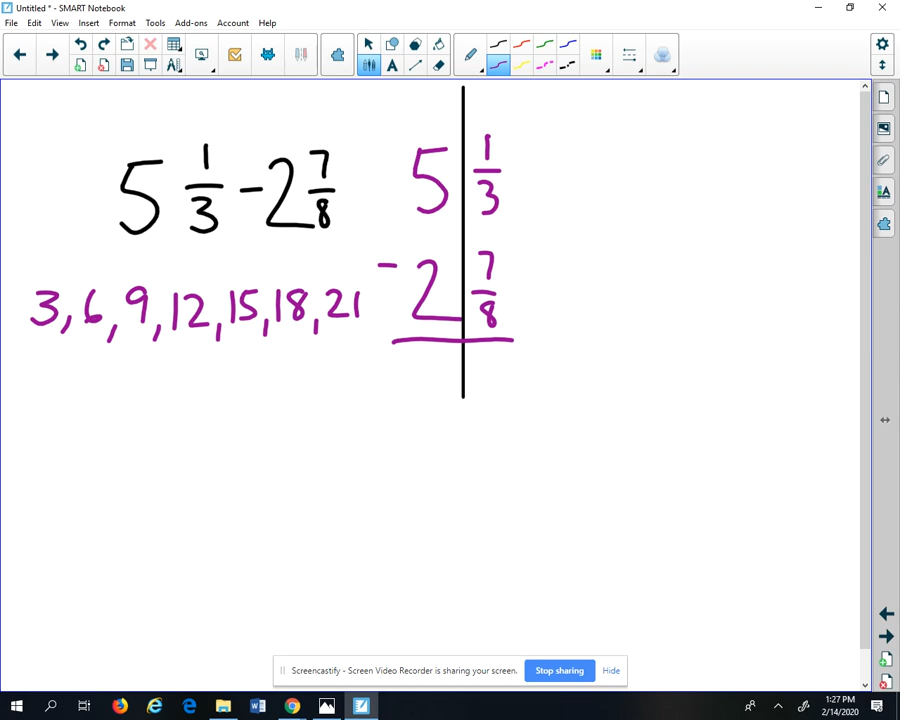 Untitled * - SMART Notebook
File Edit View Insert Format Tools Add-ons Account Help
5 1/3 - 2 7/8
5 1/3
- 2 7/8
3, 6, 9, 12, 15, 18, 21
Screencastify - Screen Video Recorder is sharing your screen. Stop sharing Hide
1:27 PM
2/14/2020